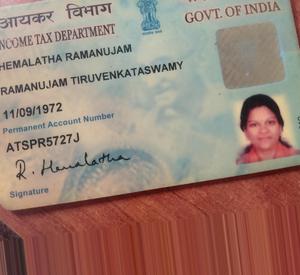 आयकर विभाग
GOVT. OF INDIA
INCOME TAX DEPARTMENT
HEMALATHA RAMANUJAM
RAMANUJAM TIRUVENKATASWAMY
11/09/1972
Permanent Account Number
ATSPR5727J
R. Hemalatha
Signature